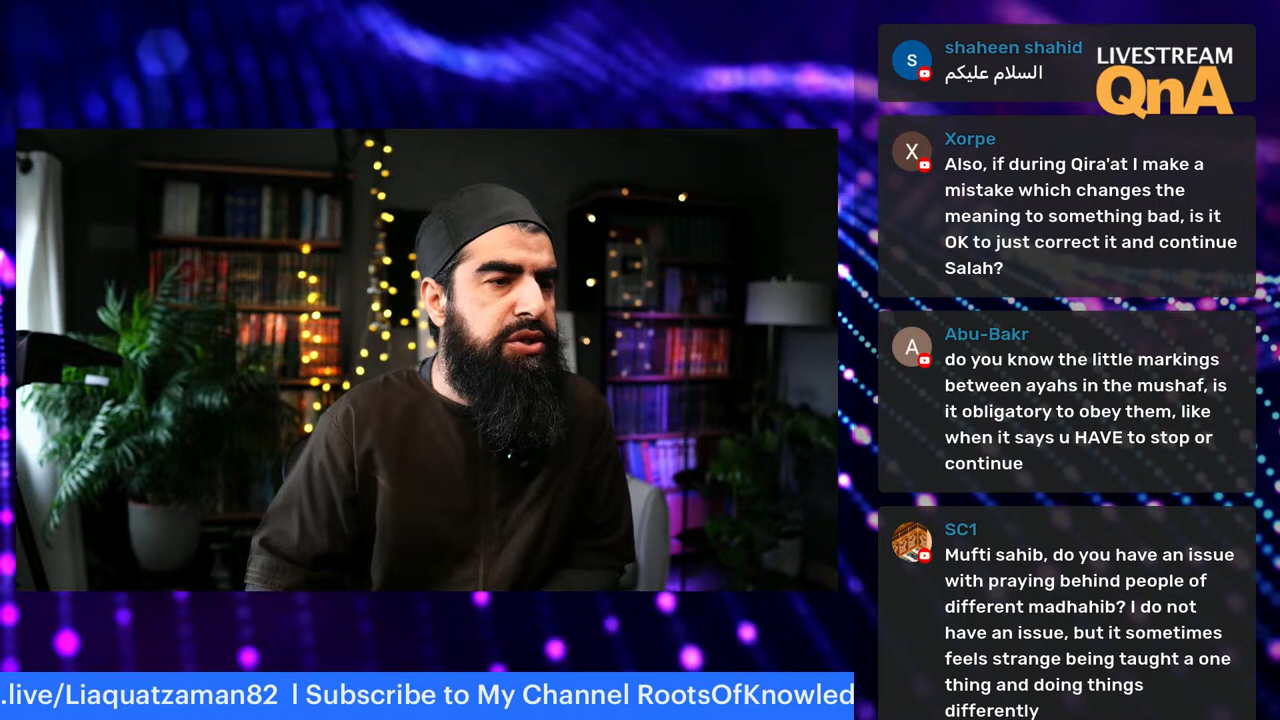 shaheen shahid
السلام عليكم
LIVESTREAM
QnA
Xorpe
Also, if during Qira'at I make a
mistake which changes the
meaning to something bad, is it
OK to just correct it and continue
Salah?
Abu-Bakr
do you know the little markings
between ayahs in the mushaf, is
it obligatory to obey them, like
when it says u HAVE to stop or
continue
SC1
Mufti sahib, do you have an issue
with praying behind people of
different madhahib? I do not
have an issue, but it sometimes
feels strange being taught a one
thing and doing things
differently
.live/Liaquatzaman82 | Subscribe to My Channel RootsOfKnowled